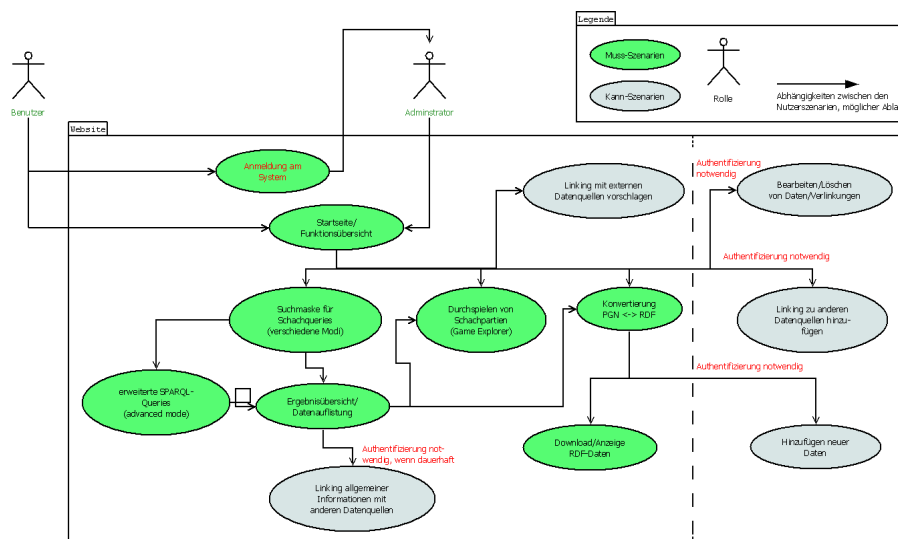 Legende
Muss-Szenarien
Kann-Szenarien
Rolle
Abhängigkeiten zwischen den
Nutzerszenarien, möglicher Abla
Benutzer
Adminstrator
Website
Anmeldung am
System
Startseite/
Funktionsübersicht
Linking mit externen
Datenquellen vorschlagen
Authentifizierung
notwendig
Bearbeiten/Löschen
von Daten/Verlinkungen
Authentifizierung notwendig
Suchmaske für
Schachqueries
(verschiedene Modi)
Durchspielen von
Schachpartien
(Game Explorer)
Konvertierung
PGN <-> RDF
Linking zu anderen
Datenquellen hinzu-
fügen
Authentifizierung notwendig
erweiterte SPARQL-
Queries
(advanced mode)
Ergebnisübersicht/
Datenauflistung
Authentifizierung not-
wendig, wenn dauerhaft
Download/Anzeige
RDF-Daten
Hinzufügen neuer
Daten
Linking allgemeiner
Informationen mit
anderen Datenquellen